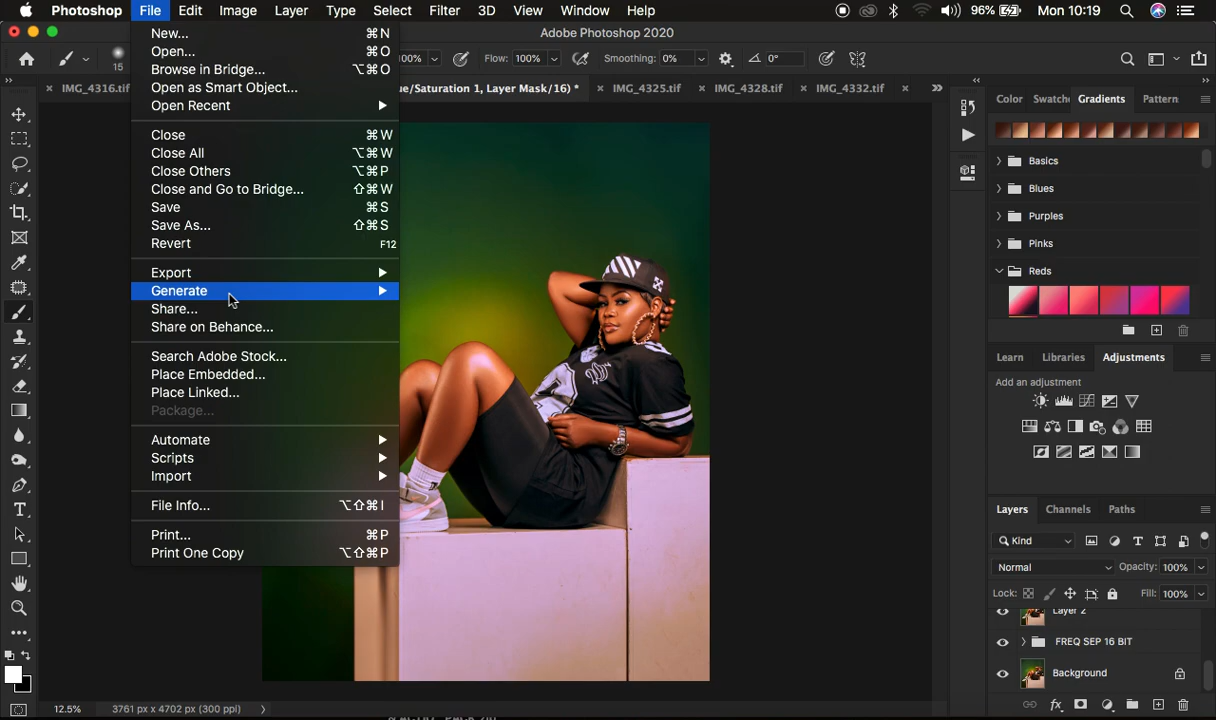 Photoshop File Edit Image Layer Type Select Filter 3D View Window Help 96% Mon 10:19
Adobe Photoshop 2020
15 00% Flow: 100% Smoothing: 0% 0°
IMG_4316.tif ue/Saturation 1, Layer Mask/16) * IMG_4325.tif IMG_4328.tif IMG_4332.tif
New... ⌘N
Open... ⌘O
Browse in Bridge... ⌥⌘O
Open as Smart Object...
Open Recent
Close ⌘W
Close All ⌥⌘W
Close Others ⌥⌘P
Close and Go to Bridge... ⇧⌘W
Save ⌘S
Save As... ⇧⌘S
Revert F12
Export
Generate
Share...
Share on Behance...
Search Adobe Stock...
Place Embedded...
Place Linked...
Package...
Automate
Scripts
Import
File Info... ⌥⇧⌘I
Print... ⌘P
Print One Copy ⌥⇧⌘P
Color Swatche Gradients Pattern
Basics
Blues
Purples
Pinks
Reds
Learn Libraries Adjustments
Add an adjustment
Layers Channels Paths
Kind
Normal Opacity: 100%
Lock: Fill: 100%
Layer 2
FREQ SEP 16 BIT
Background
12.5% 3761 px x 4702 px (300 ppi)